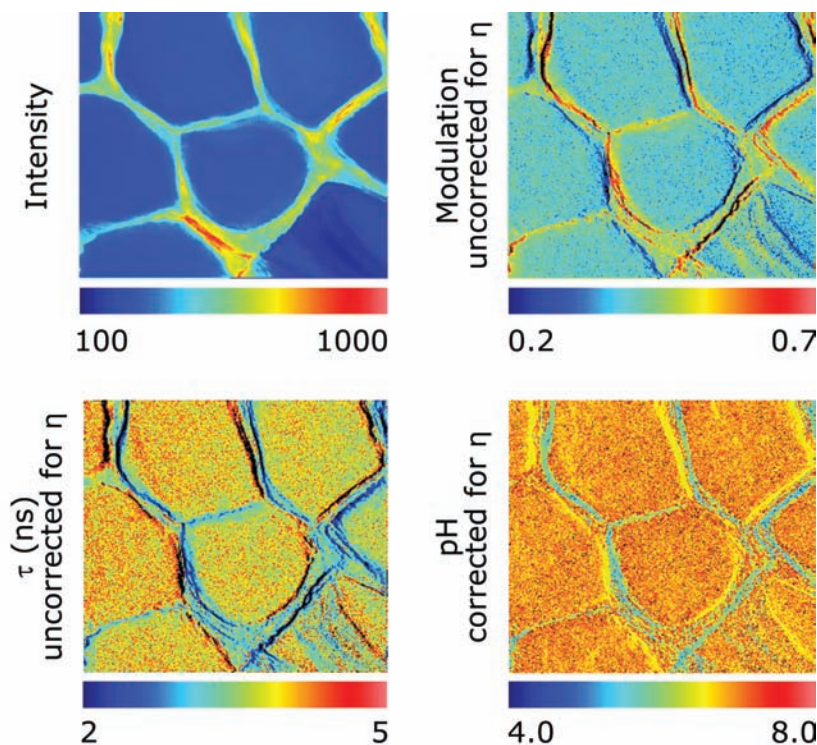 Intensity
100 1000
Modulation
uncorrected for η
0.2 0.7
τ (ns)
uncorrected for η
2 5
pH
corrected for η
4.0 8.0